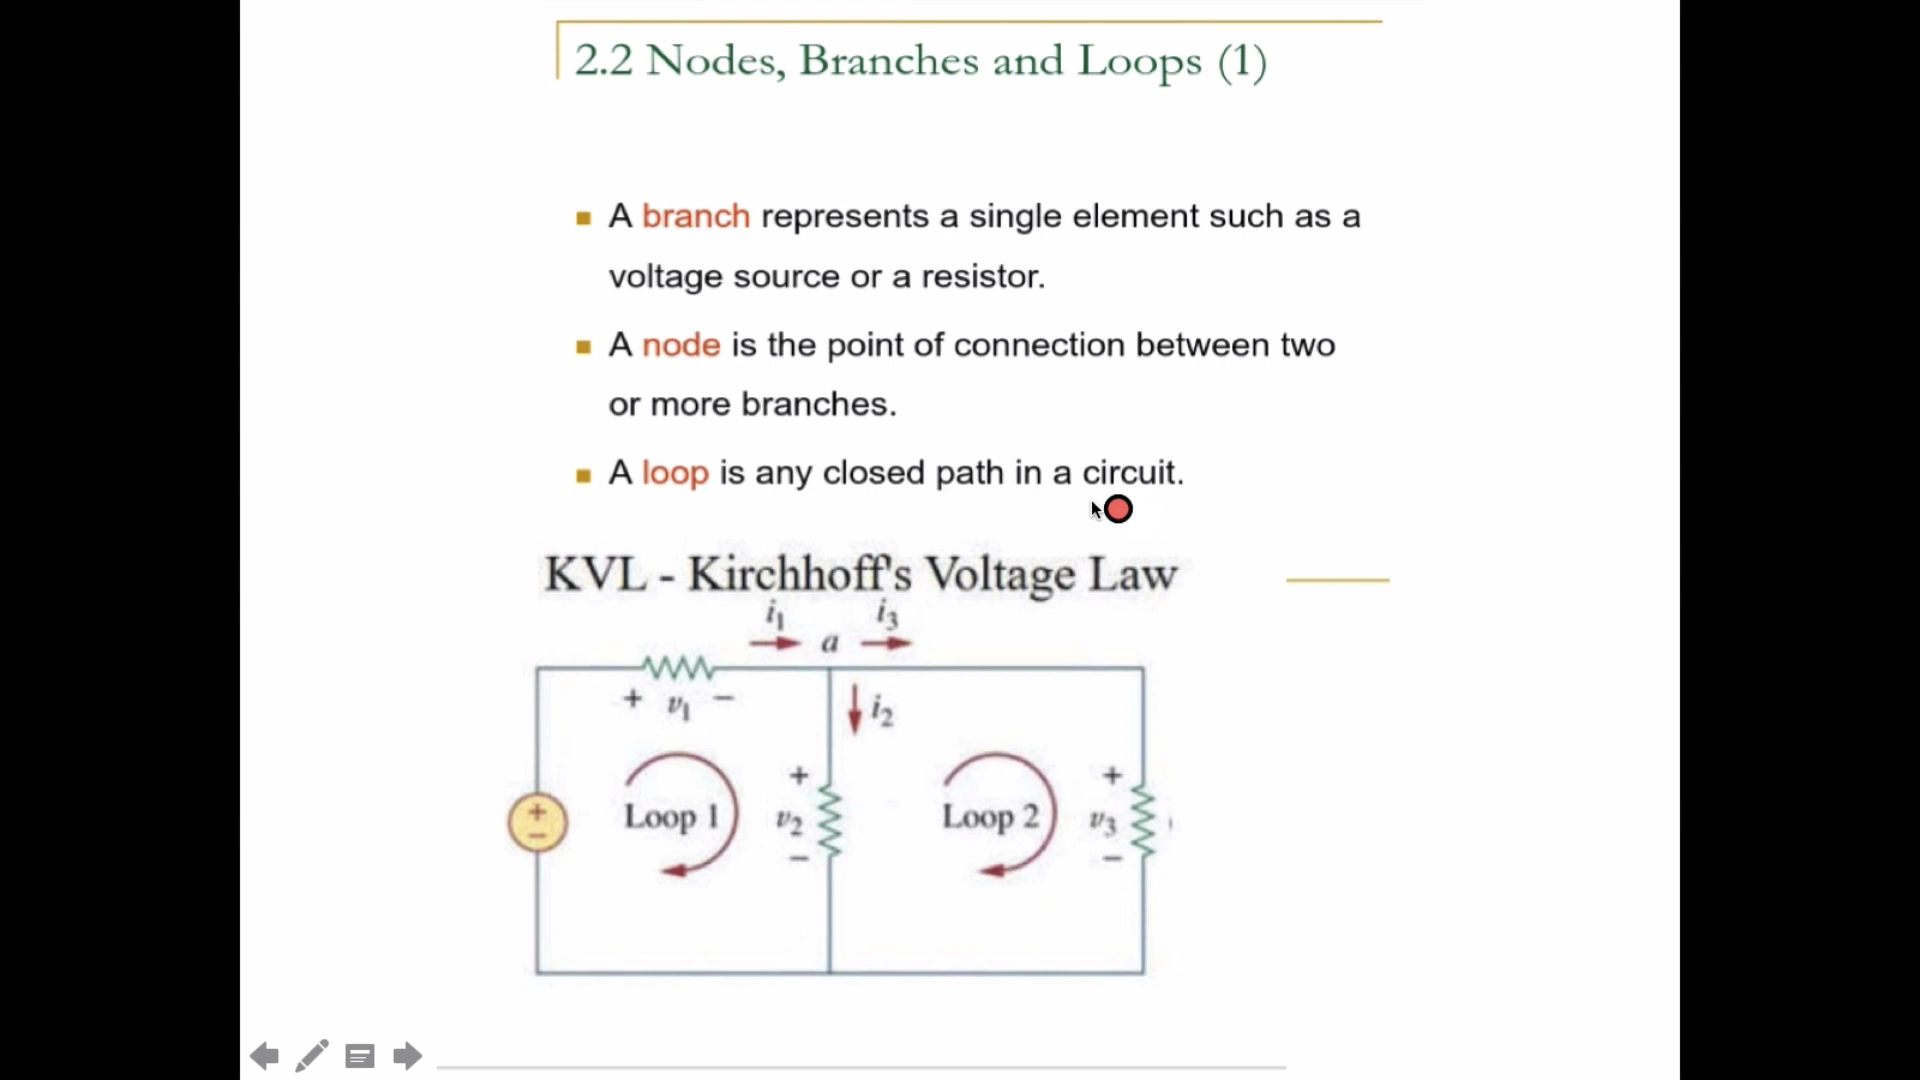 2.2 Nodes, Branches and Loops (1)
A branch represents a single element such as a
voltage source or a resistor.
A node is the point of connection between two
or more branches.
A loop is any closed path in a circuit.
KVL - Kirchhoff's Voltage Law
i1 i3
a
+ v1 −
i2
+ +
+ − Loop 1 v2 Loop 2 v3
− −